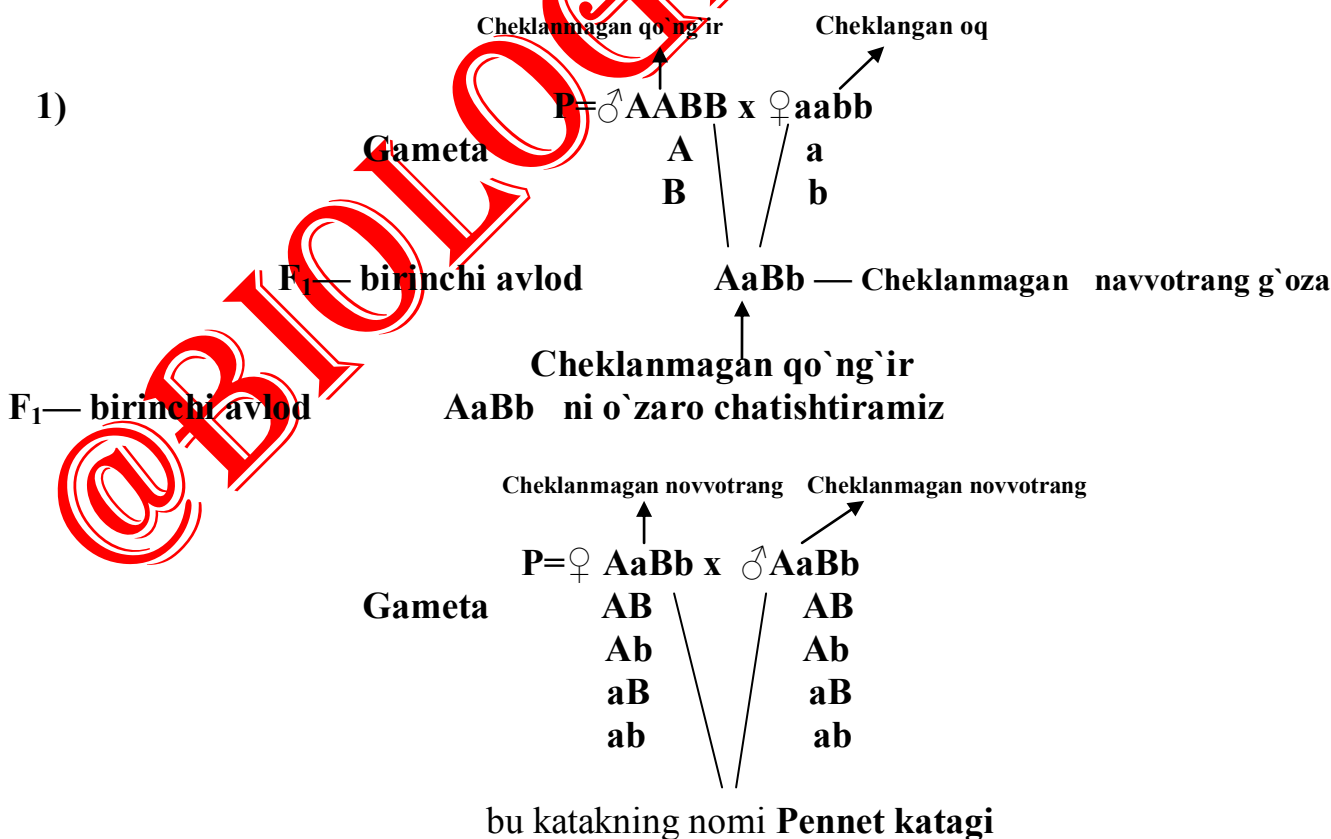 Cheklanmagan qo`ng`ir Cheklangan oq
1) P=♂AABB x ♀aabb
Gameta A a
B b
F₁— birinchi avlod AaBb — Cheklanmagan navvotrang g`oza
Cheklanmagan qo`ng`ir
F₁— birinchi avlod AaBb ni o`zaro chatishtiramiz
Cheklanmagan novvotrang Cheklanmagan novvotrang
P=♀ AaBb x ♂AaBb
Gameta AB AB
Ab Ab
aB aB
ab ab
bu katakning nomi Pennet katagi
@BIOLOG